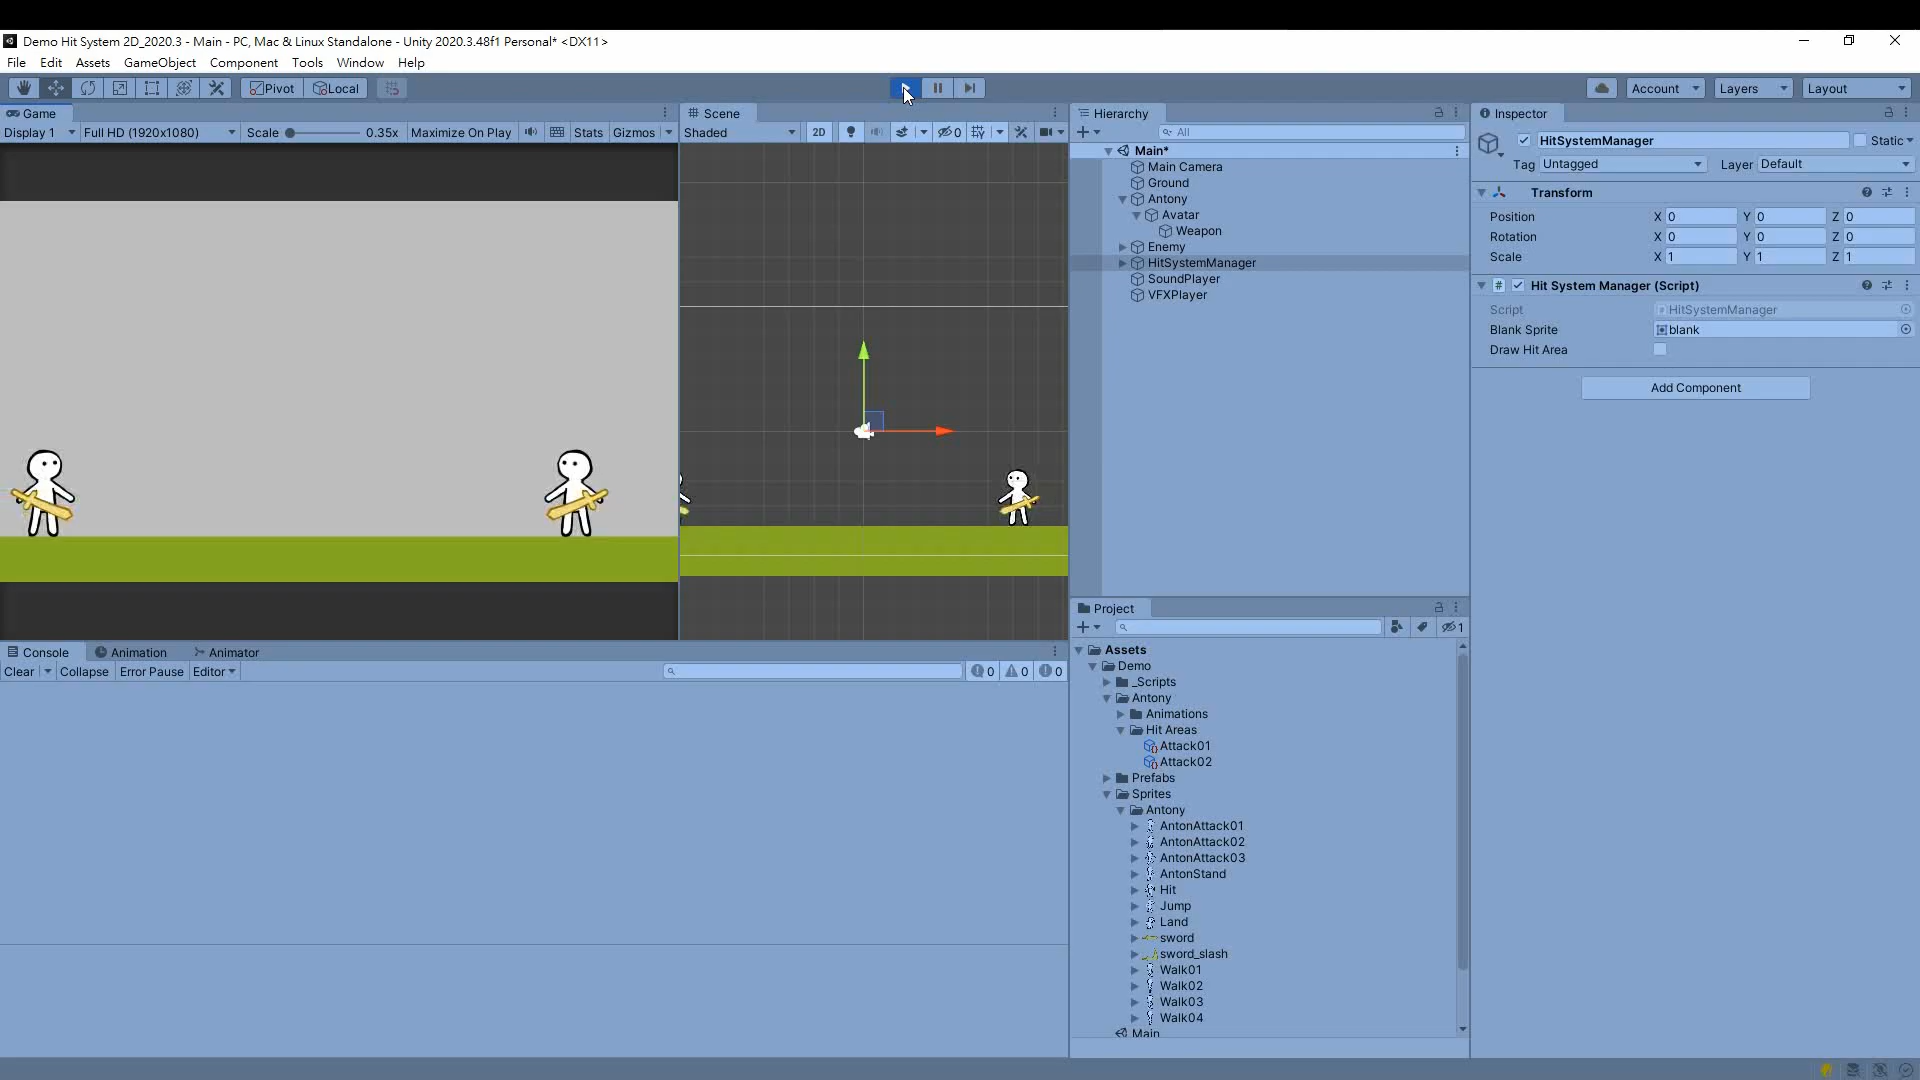 Demo Hit System 2D_2020.3 - Main - PC, Mac & Linux Standalone - Unity 2020.3.48f1 Personal* <DX11>
File Edit Assets GameObject Component Tools Window Help
Pivot Local Account Layers Layout
Game
Display 1 Full HD (1920x1080) Scale 0.35x Maximize On Play Stats Gizmos
Scene
Shaded 2D 0
Hierarchy
All
Main*
Main Camera
Ground
Antony
Avatar
Weapon
Enemy
HitSystemManager
SoundPlayer
VFXPlayer
Inspector
HitSystemManager Static
Tag Untagged Layer Default
Transform
Position X 0 Y 0 Z 0
Rotation X 0 Y 0 Z 0
Scale X 1 Y 1 Z 1
# Hit System Manager (Script)
Script HitSystemManager
Blank Sprite blank
Draw Hit Area
Add Component
Console Animation Animator
Clear Collapse Error Pause Editor 0 0 0
Project
1
Assets
Demo
_Scripts
Antony
Animations
Hit Areas
Attack01
Attack02
Prefabs
Sprites
Antony
AntonAttack01
AntonAttack02
AntonAttack03
AntonStand
Hit
Jump
Land
sword
sword_slash
Walk01
Walk02
Walk03
Walk04
Main